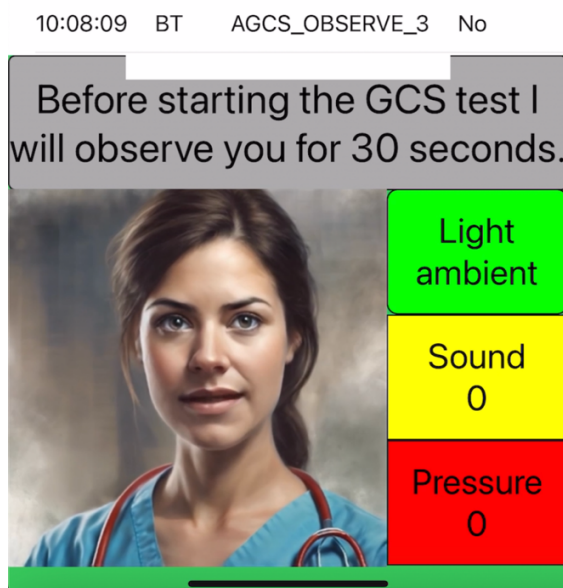 10:08:09 BT AGCS_OBSERVE_3 No
Before starting the GCS test I
will observe you for 30 seconds.
Light
ambient
Sound
0
Pressure
0